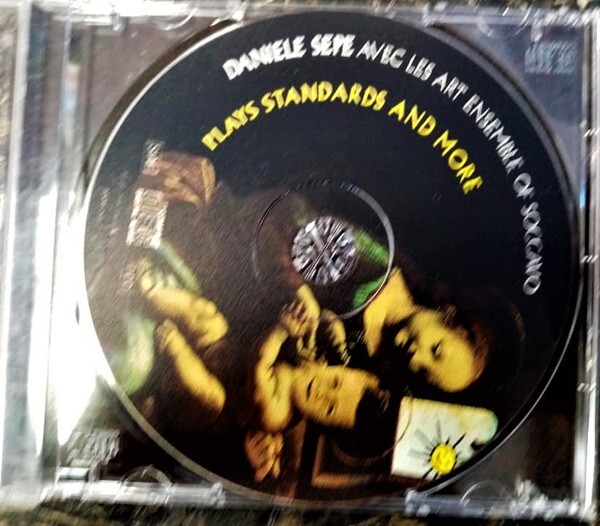 DANIELE SEPE AVEC LES ART ENSEMBLE OF SOCCAVO
PLAYS STANDARDS AND MORE